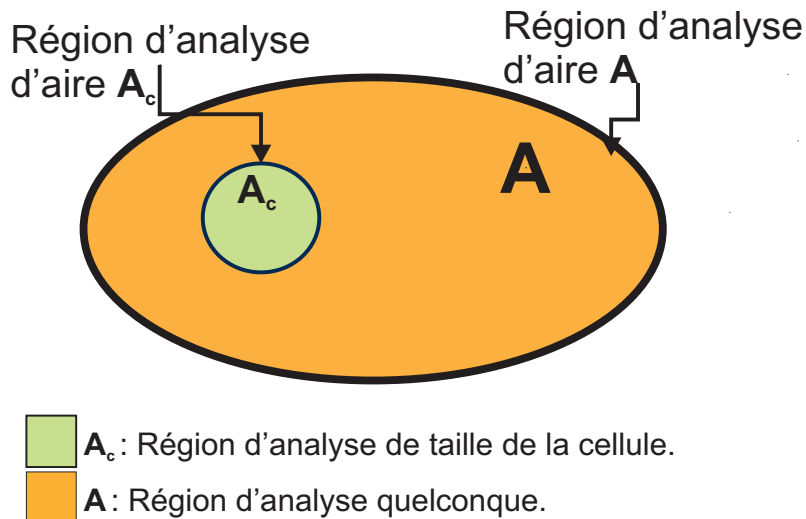 Région d’analyse
d’aire Ac
Région d’analyse
d’aire A
A
Ac
Ac : Région d’analyse de taille de la cellule.
A : Région d’analyse quelconque.